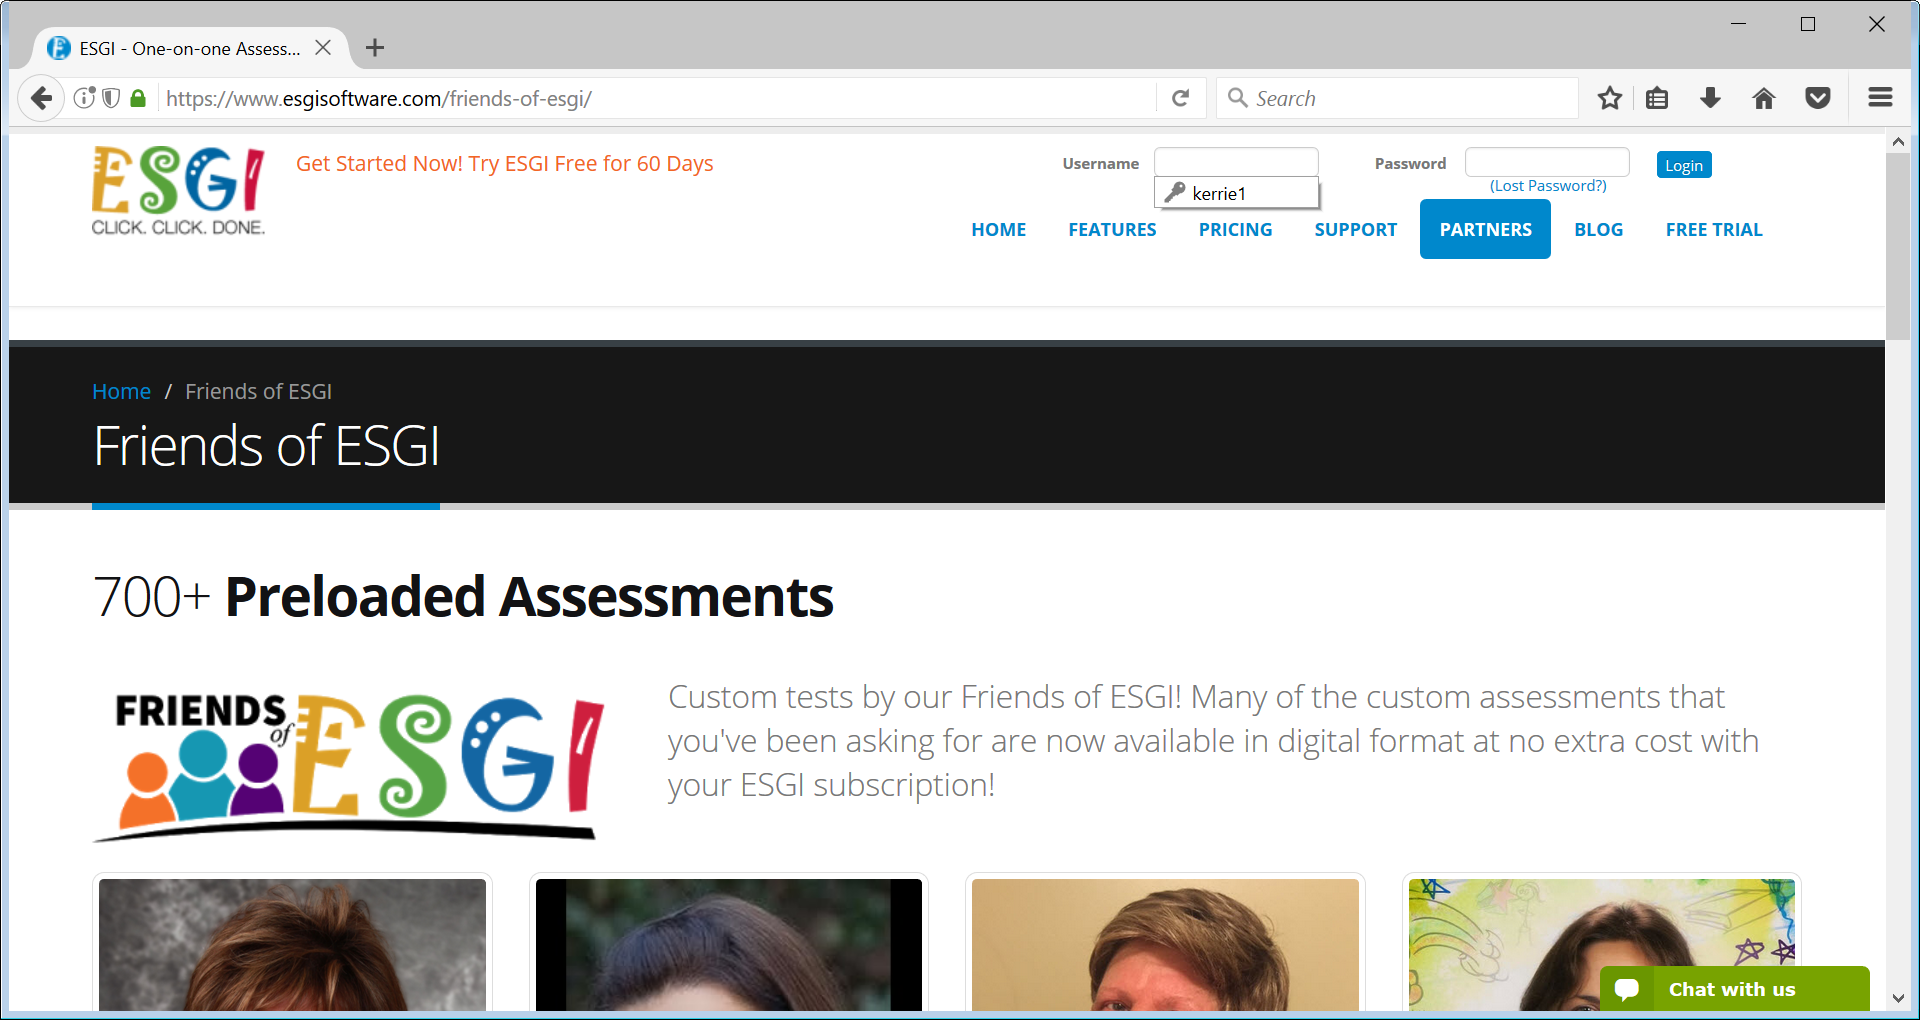 ESGI - One-on-one Assess...
https://www.esgisoftware.com/friends-of-esgi/
Search
ESGI
CLICK. CLICK. DONE.
Get Started Now! Try ESGI Free for 60 Days
Username
Password
Login
(Lost Password?)
kerrie1
HOME
FEATURES
PRICING
SUPPORT
PARTNERS
BLOG
FREE TRIAL
Home / Friends of ESGI
Friends of ESGI
700+ Preloaded Assessments
FRIENDS of ESGI
Custom tests by our Friends of ESGI! Many of the custom assessments that
you've been asking for are now available in digital format at no extra cost with
your ESGI subscription!
Chat with us